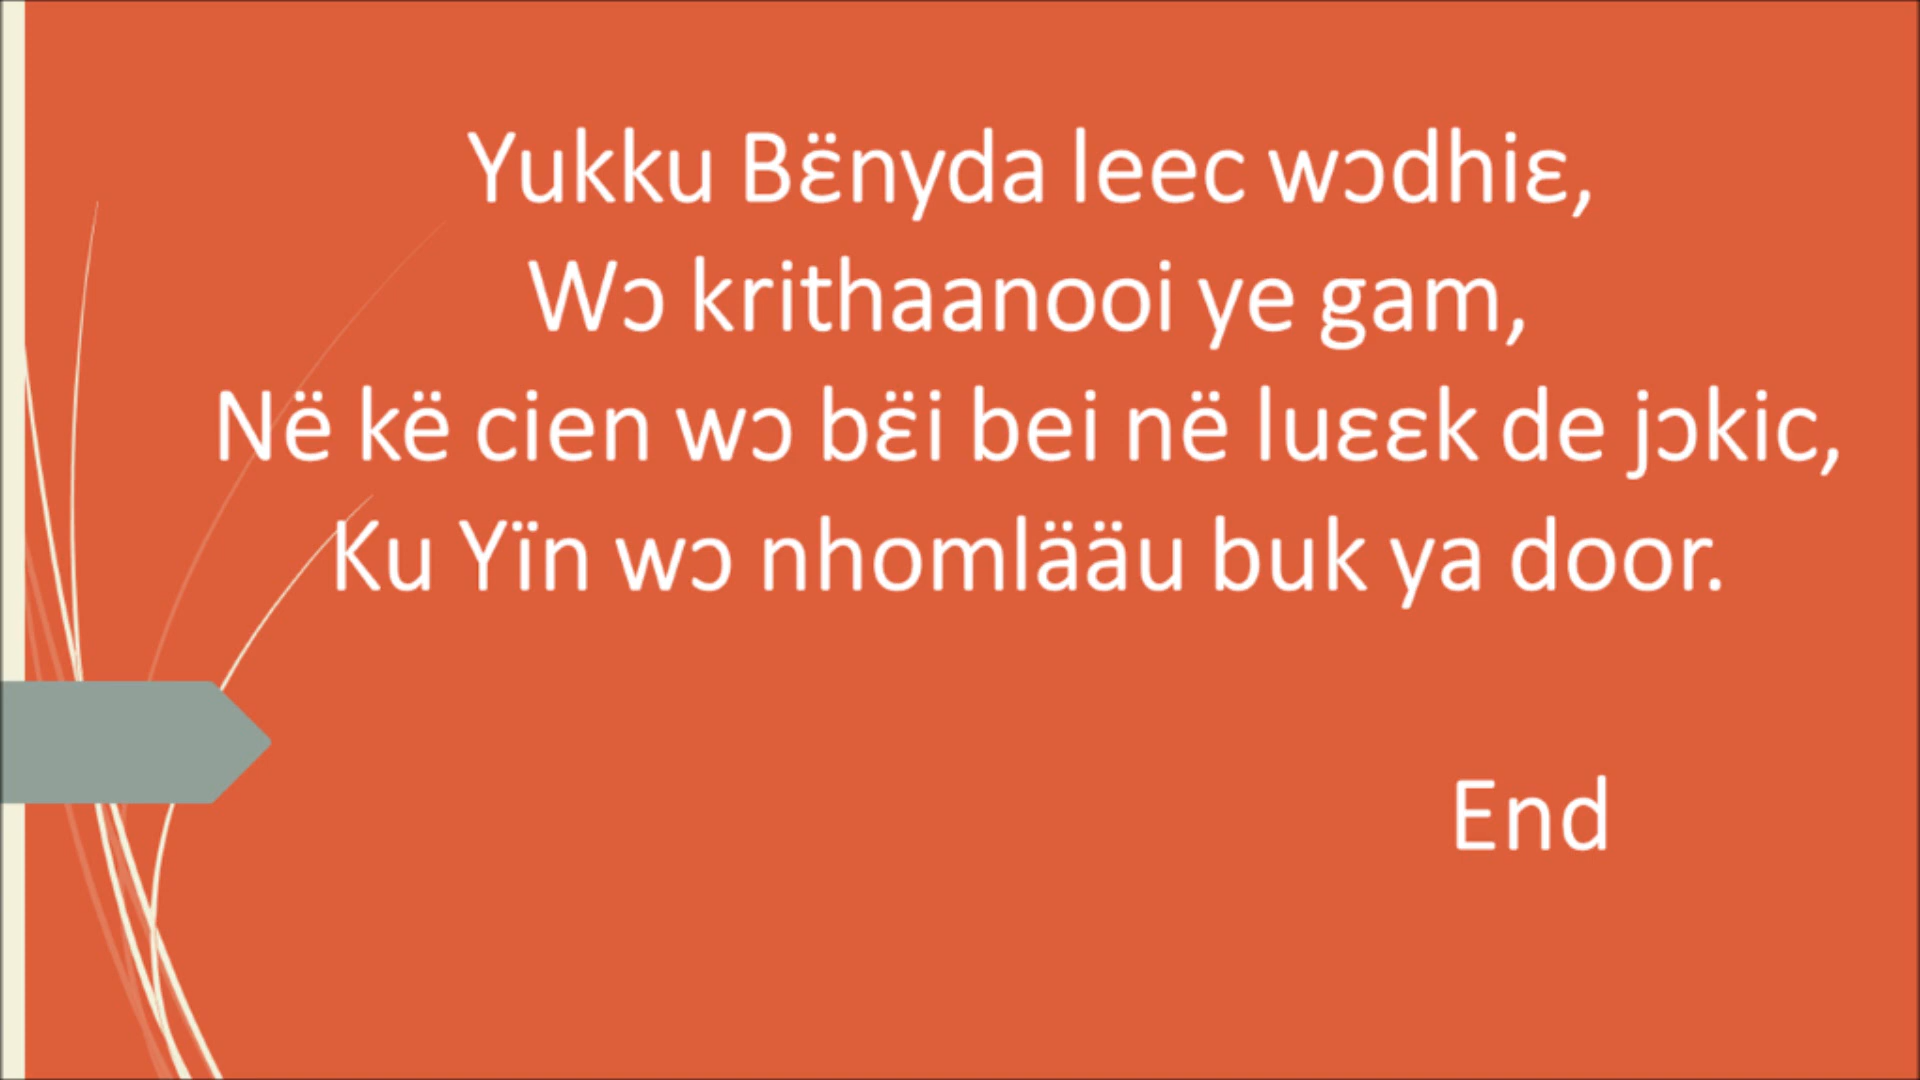 Yukku Bɛ̈nyda leec wɔdhiɛ,
Wɔ krithaanooi ye gam,
Në kë cien wɔ bɛ̈i bei në luɛɛk de jɔkic,
Ku Yïn wɔ nhomlääu buk ya door.
End